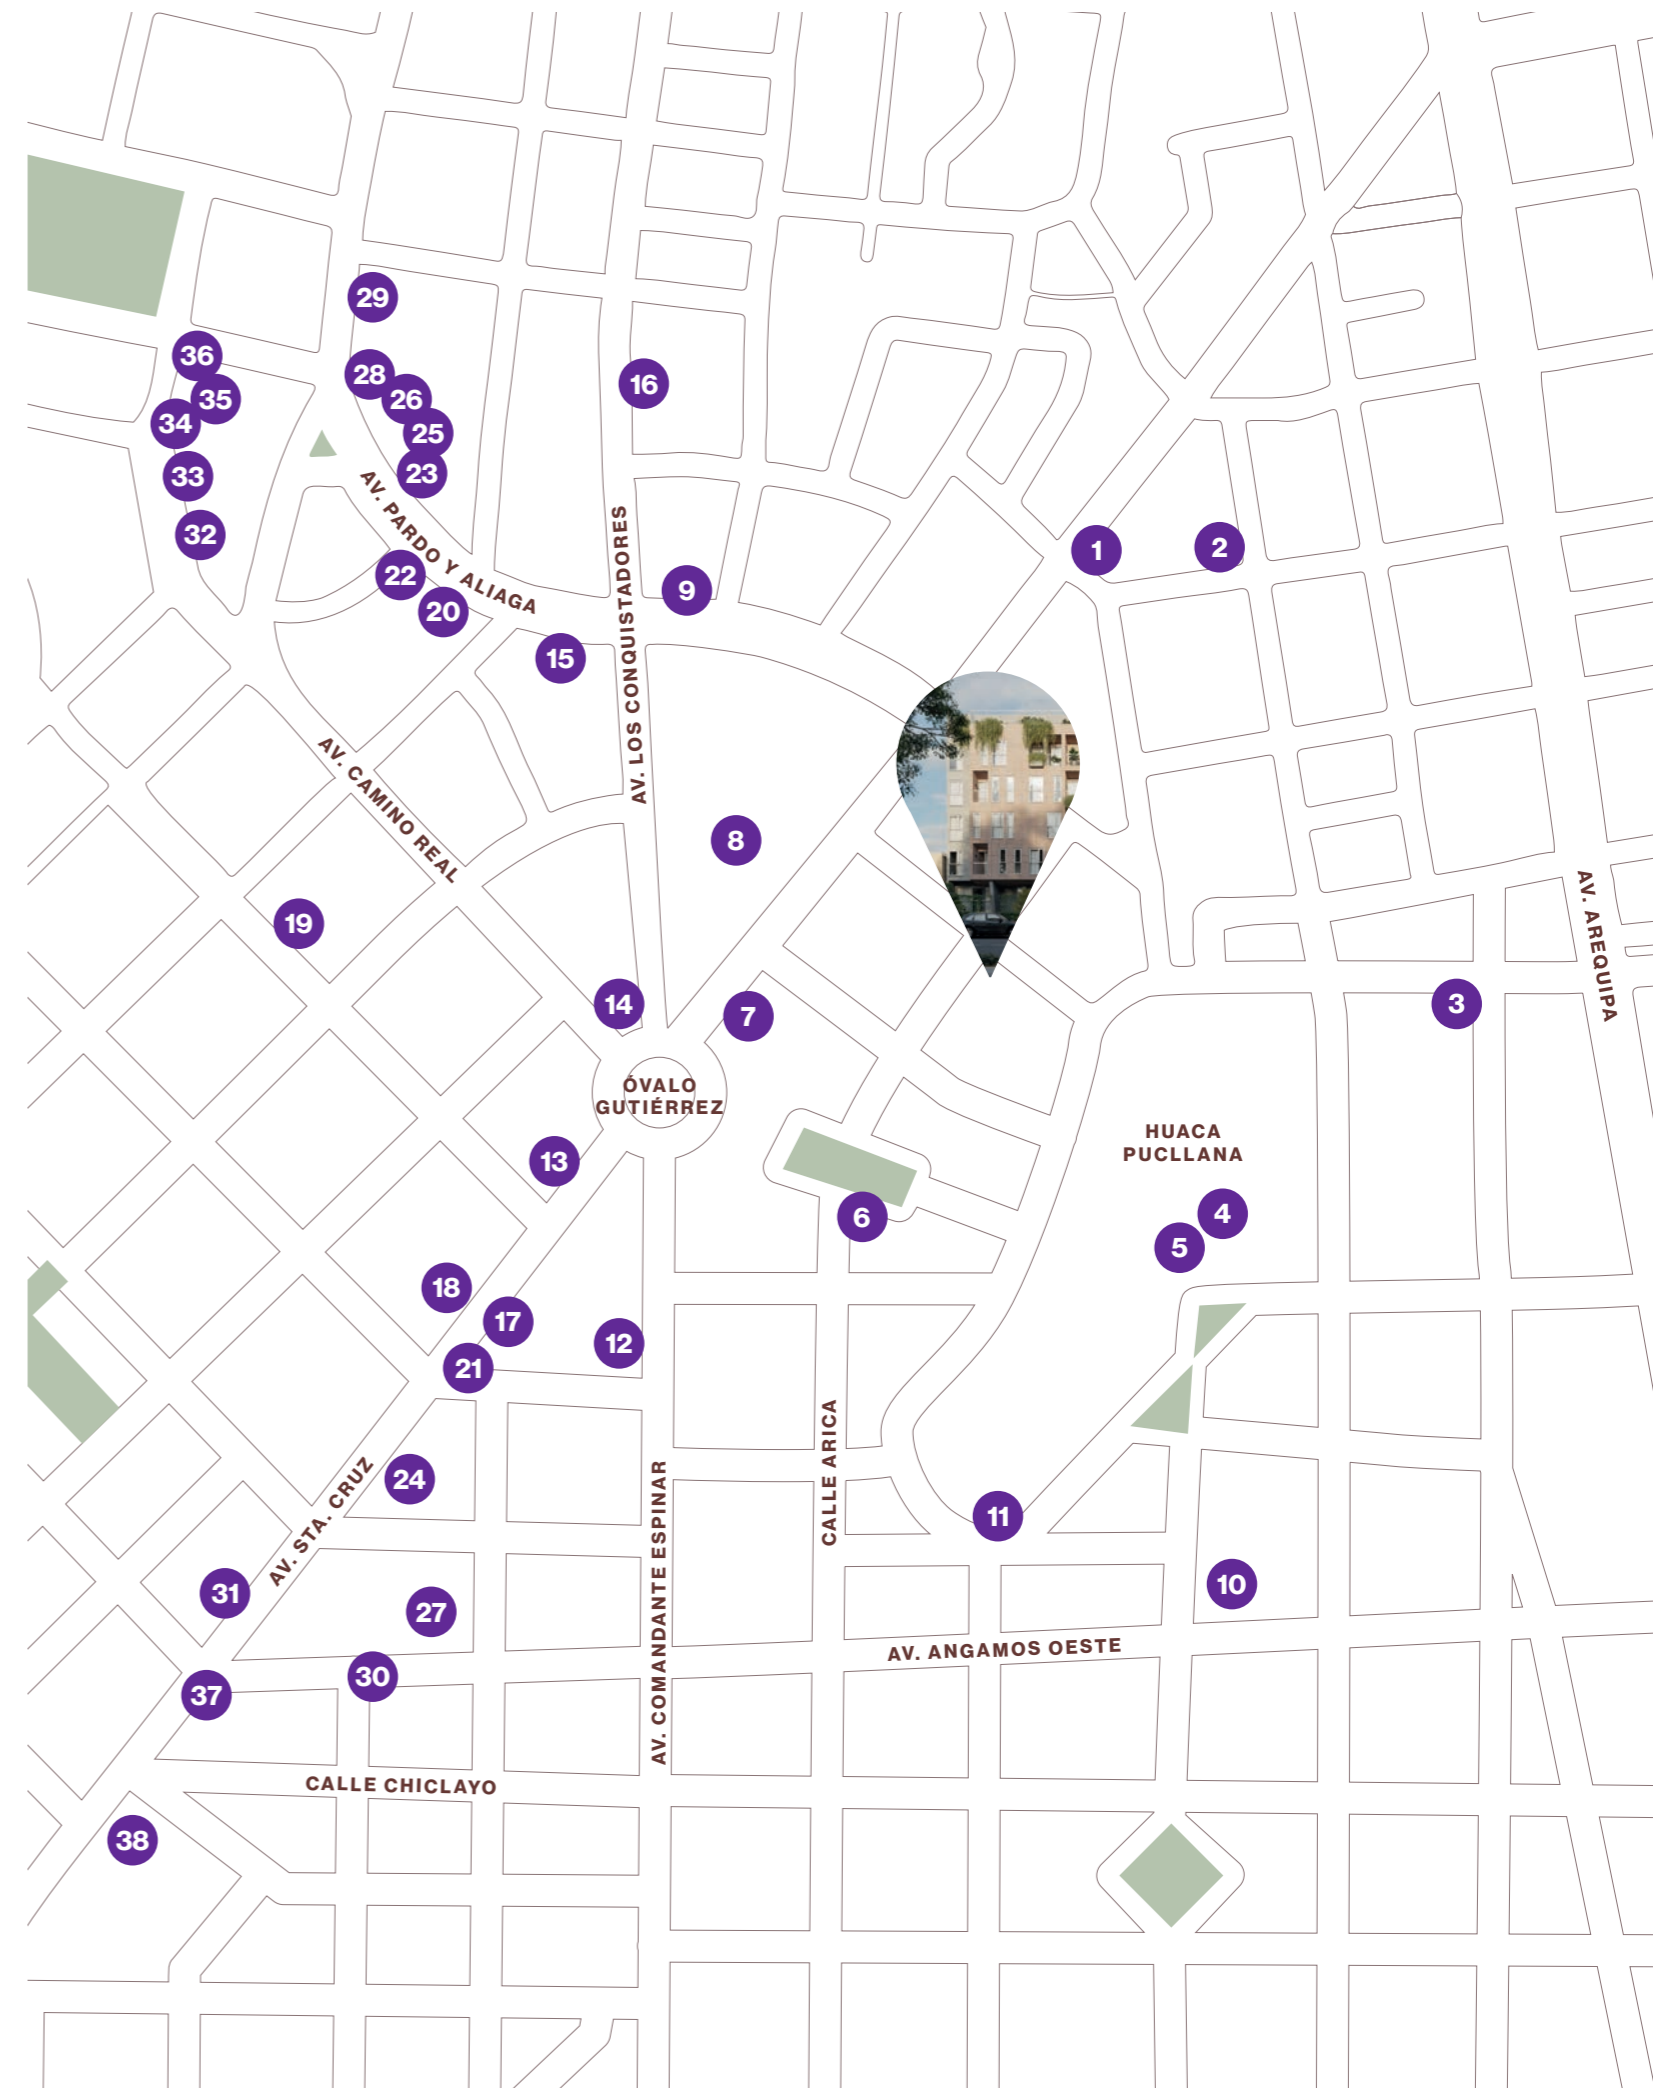 29
36
28
16
35
26
34
25
23
33
32
AV. PARDO Y ALIAGA
1
2
22
9
20
15
AV. LOS CONQUISTADORES
AV. CAMINO REAL
8
19
AV. AREQUIPA
14
7
3
ÓVALO
GUTIÉRREZ
HUACA
PUCLLANA
13
6
4
5
18
17
12
21
24
AV. STA. CRUZ
CALLE ARICA
AV. COMANDANTE ESPINAR
11
31
27
10
AV. ANGAMOS OESTE
30
37
CALLE CHICLAYO
38